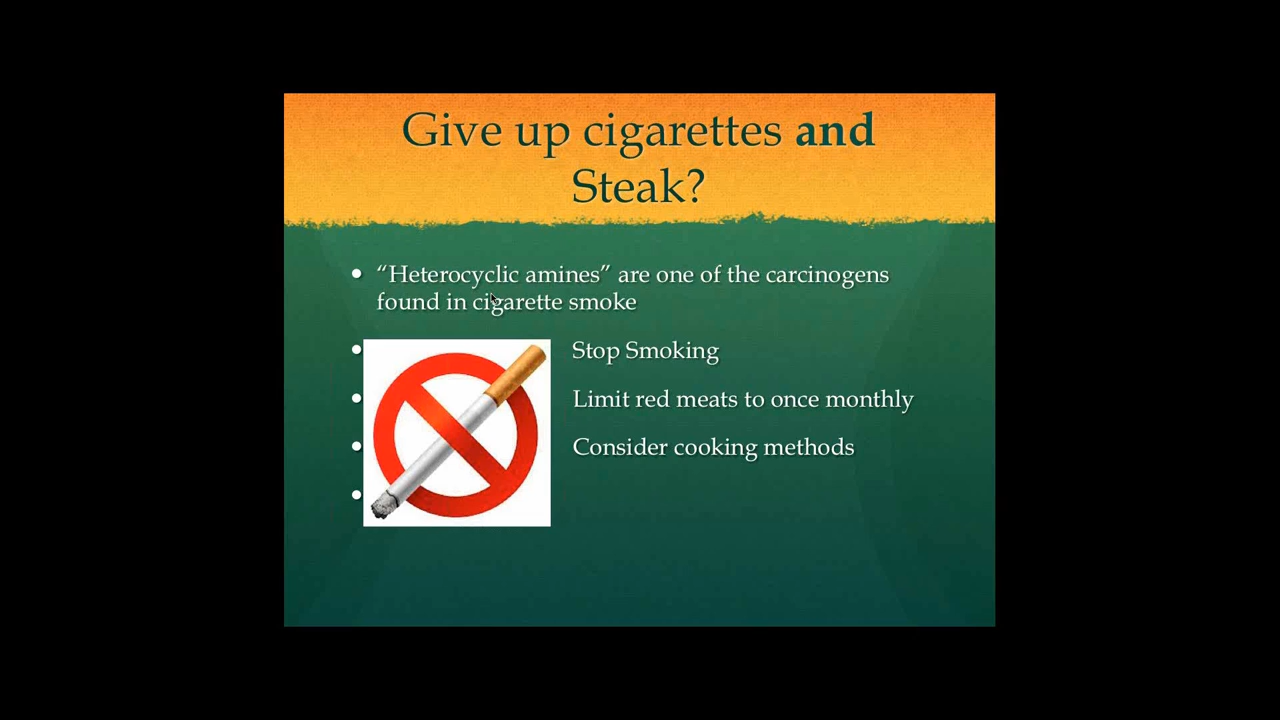 Give up cigarettes and
Steak?
• “Heterocyclic amines” are one of the carcinogens
found in cigarette smoke
• Stop Smoking
• Limit red meats to once monthly
• Consider cooking methods
•